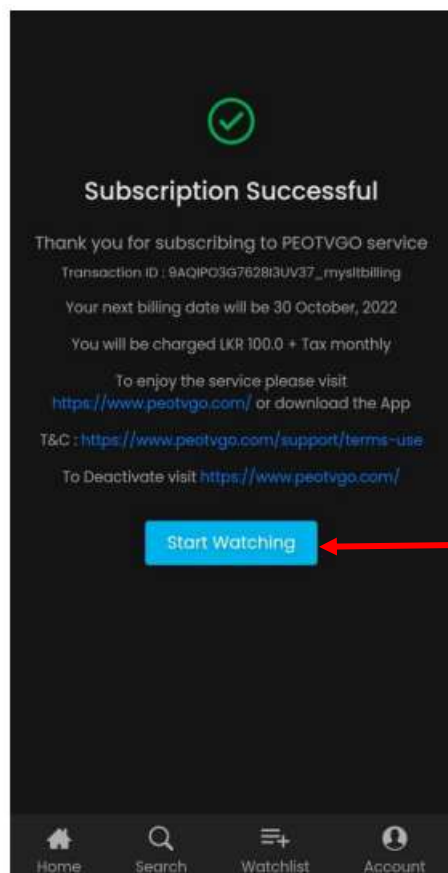 Subscription Successful
Thank you for subscribing to PEOTVGO service
Transaction ID : 9AQIPO3G7628I3UV37_mysltbilling
Your next billing date will be 30 October, 2022
You will be charged LKR 100.0 + Tax monthly
To enjoy the service please visit
https://www.peotvgo.com/ or download the App
T&C : https://www.peotvgo.com/support/terms-use
To Deactivate visit https://www.peotvgo.com/
Start Watching
Home Search Watchlist Account